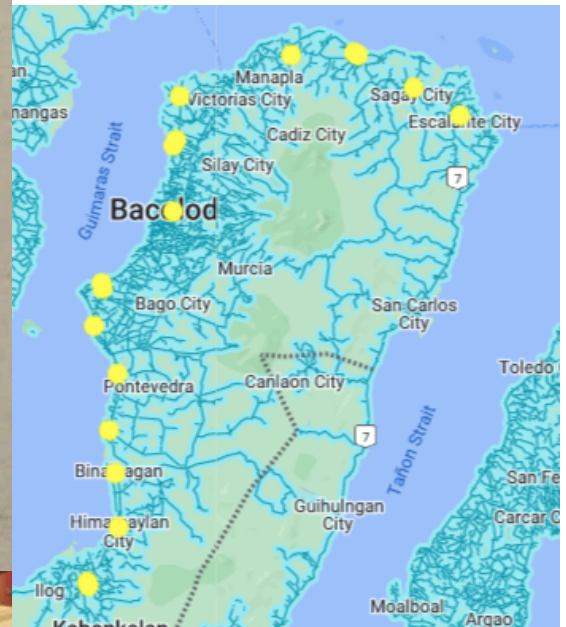 an
nangas
Manapla
Victorias City
Sagay City
Escalante City
Cadiz City
Guimaras Strait
Silay City
7
Bacolod
Murcia
Bago City
San Carlos
City
Toledo
Pontevedra
Canlaon City
7
Tañon Strait
Binalbagan
San Fe
Guihulngan
City
Carcar C
Himamaylan
City
Ilog
Moalboal
Argao
Kabankalan